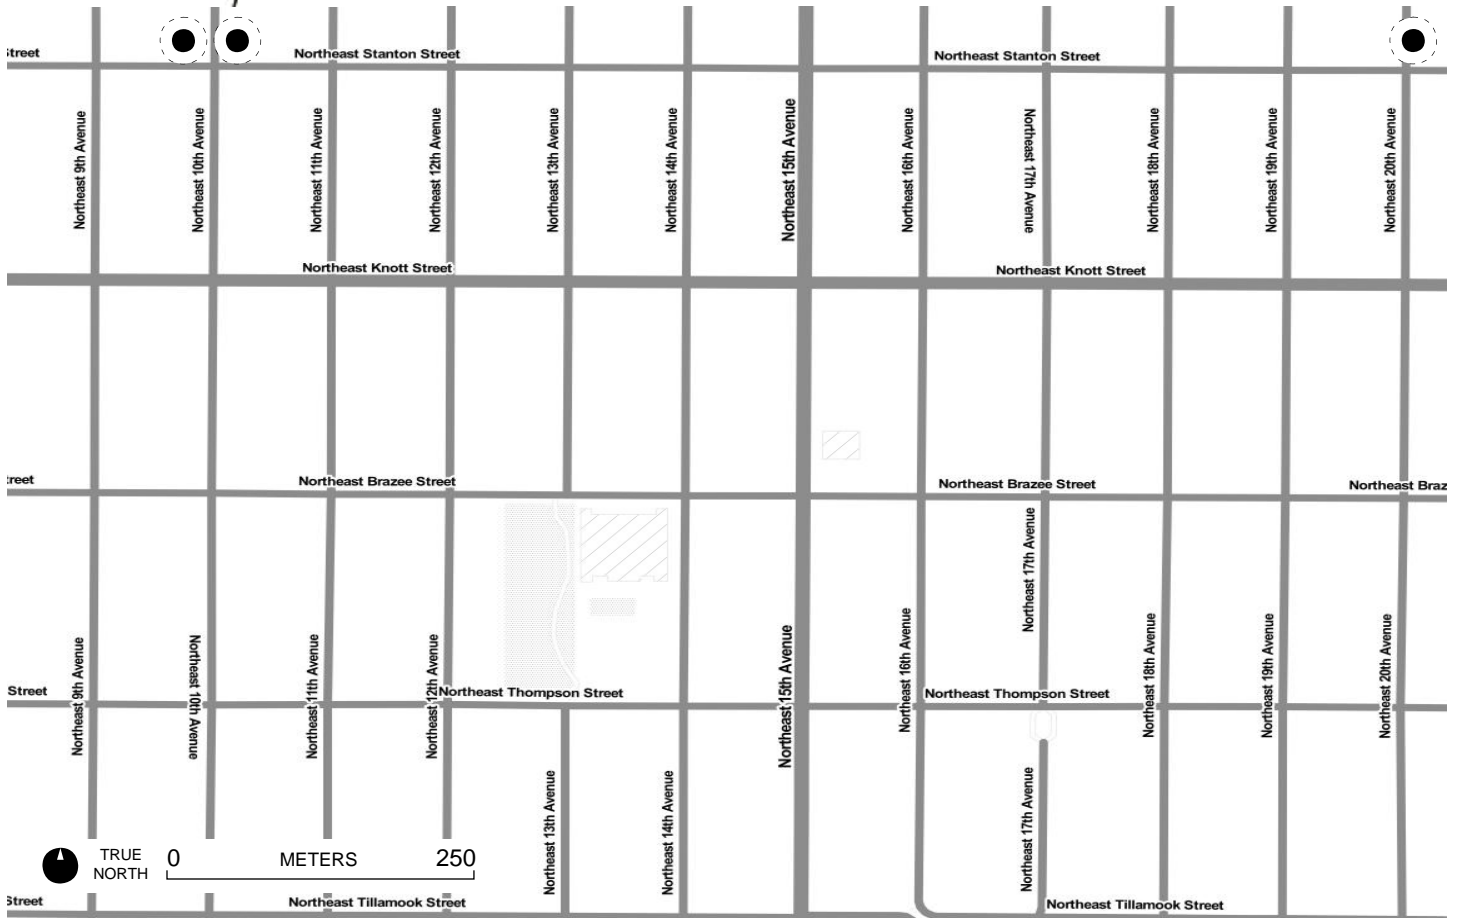 Street
Northeast Stanton Street
Northeast Stanton Street
Northeast 9th Avenue
Northeast 10th Avenue
Northeast 11th Avenue
Northeast 12th Avenue
Northeast 13th Avenue
Northeast 14th Avenue
Northeast 15th Avenue
Northeast 16th Avenue
Northeast 17th Avenue
Northeast 18th Avenue
Northeast 19th Avenue
Northeast 20th Avenue
Northeast Knott Street
Northeast Knott Street
reet
Northeast Brazee Street
Northeast Brazee Street
Northeast Braz
Northeast 17th Avenue
Northeast 9th Avenue
Northeast 10th Avenue
Northeast 11th Avenue
Northeast 12th Avenue
Northeast 15th Avenue
Northeast 16th Avenue
Northeast 18th Avenue
Northeast 19th Avenue
Northeast 20th Avenue
Street
Northeast Thompson Street
Northeast Thompson Street
Northeast 13th Avenue
Northeast 14th Avenue
Northeast 17th Avenue
TRUE
NORTH
0 METERS 250
Street
Northeast Tillamook Street
Northeast Tillamook Street